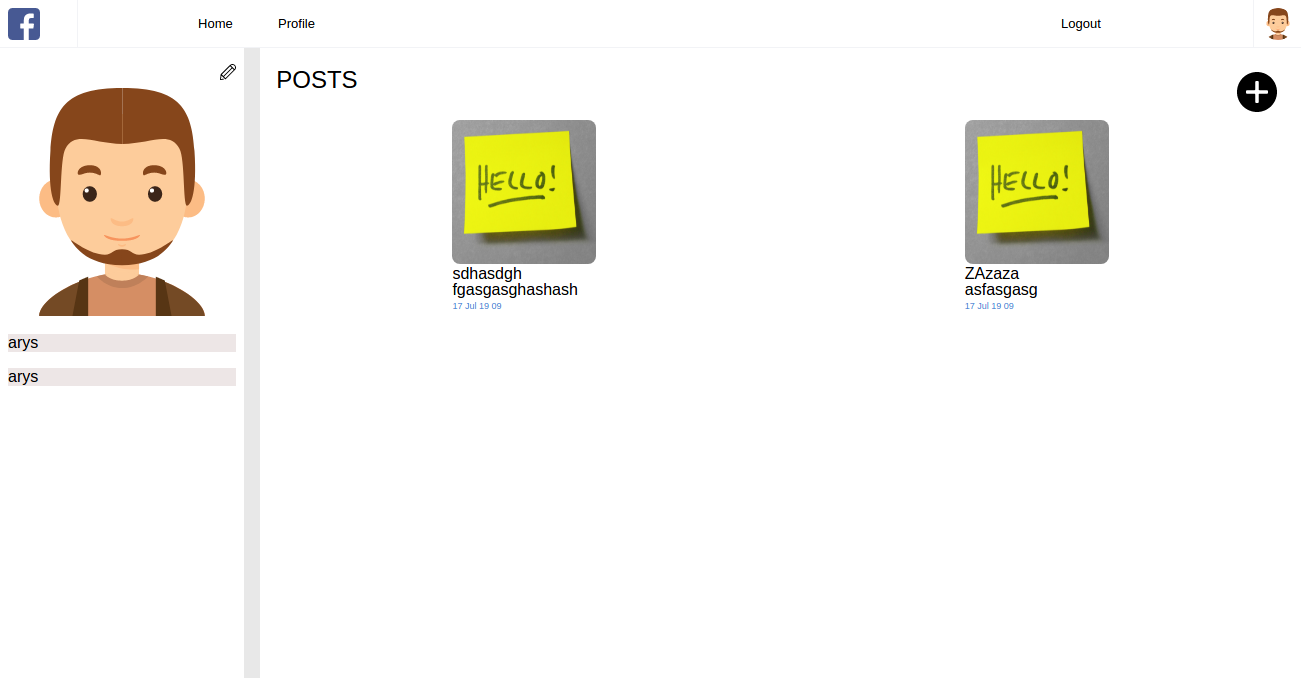 Home Profile Logout
POSTS
HELLO!
HELLO!
sdhasdgh
fgasgasghashash
17 Jul 19 09
ZAzaza
asfasgasg
17 Jul 19 09
arys
arys